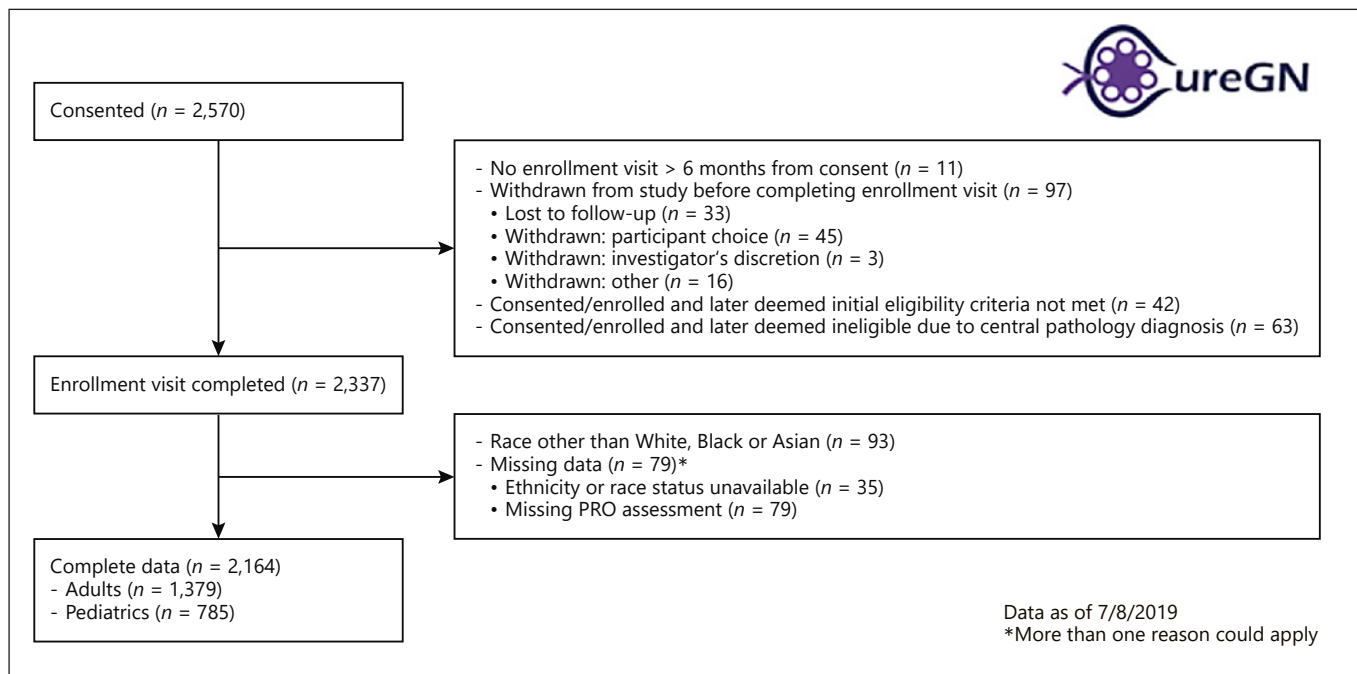 CureGN
Consented (n = 2,570)
- No enrollment visit > 6 months from consent (n = 11)
- Withdrawn from study before completing enrollment visit (n = 97)
• Lost to follow-up (n = 33)
• Withdrawn: participant choice (n = 45)
• Withdrawn: investigator's discretion (n = 3)
• Withdrawn: other (n = 16)
- Consented/enrolled and later deemed initial eligibility criteria not met (n = 42)
- Consented/enrolled and later deemed ineligible due to central pathology diagnosis (n = 63)
Enrollment visit completed (n = 2,337)
- Race other than White, Black or Asian (n = 93)
- Missing data (n = 79)*
• Ethnicity or race status unavailable (n = 35)
• Missing PRO assessment (n = 79)
Complete data (n = 2,164)
- Adults (n = 1,379)
- Pediatrics (n = 785)
Data as of 7/8/2019
*More than one reason could apply